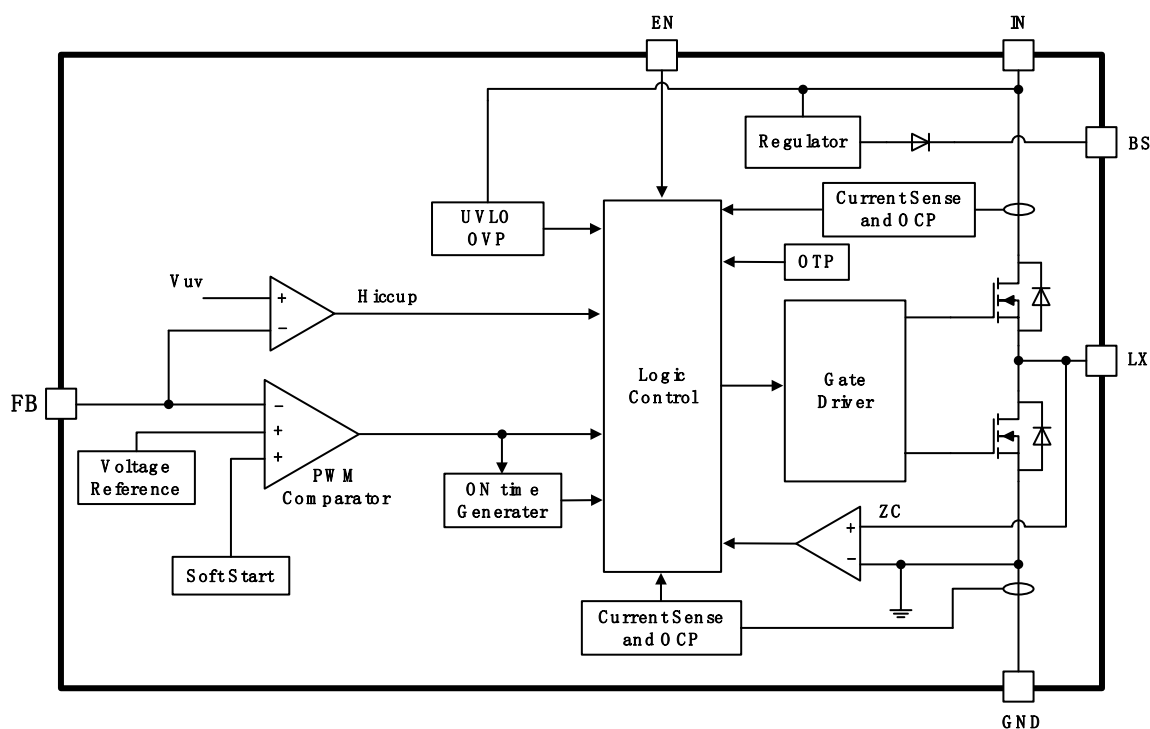 EN
IN
Regulator
BS
Current Sense
and OCP
UVLO
OVP
OTP
Vuv
+
Hiccup
−
Logic
Control
Gate
Driver
LX
FB
−
+
+
Voltage
Reference
PWM
Comparator
ON time
Generater
ZC
+
−
Soft Start
Current Sense
and OCP
GND